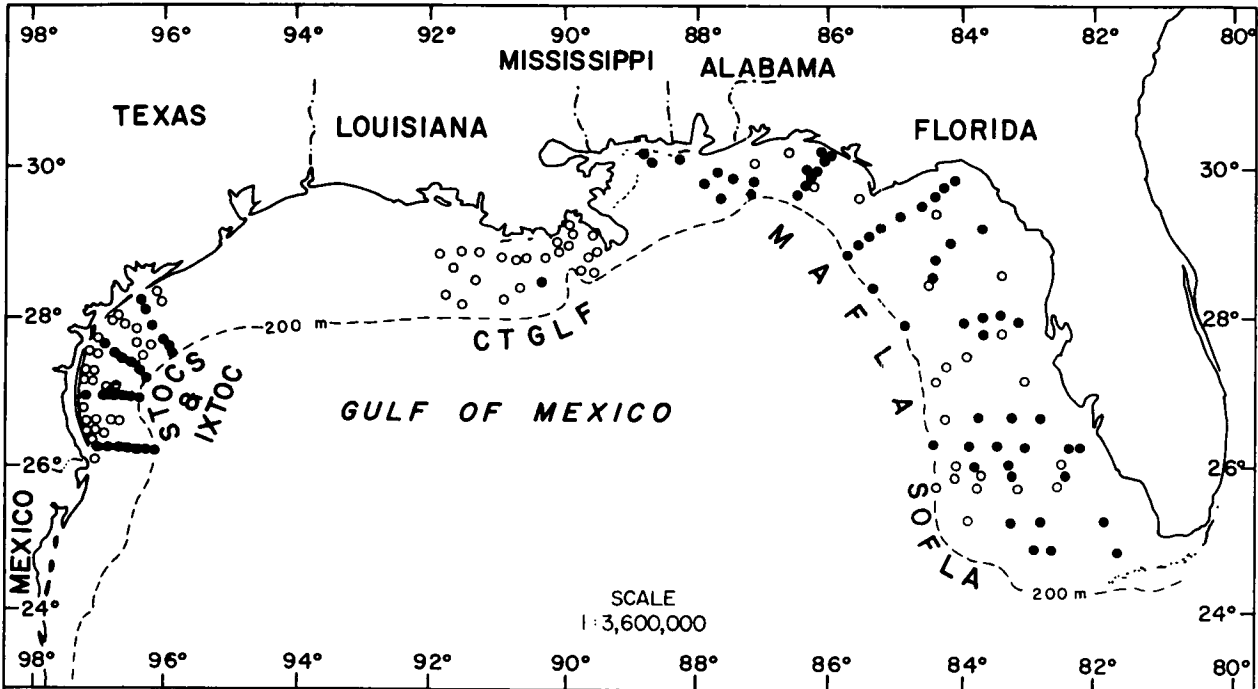 98° 96° 94° 92° 90° 88° 86° 84° 82° 80°
MISSISSIPPI ALABAMA
TEXAS LOUISIANA FLORIDA
30° 30°
28° 200 m 28°
CTGLF
MAFLA
STOCS
&
IXTOC
GULF OF MEXICO
26° 26°
SOFLA
MEXICO
200 m
24° SCALE 24°
1:3,600,000
98° 96° 94° 92° 90° 88° 86° 84° 82° 80°